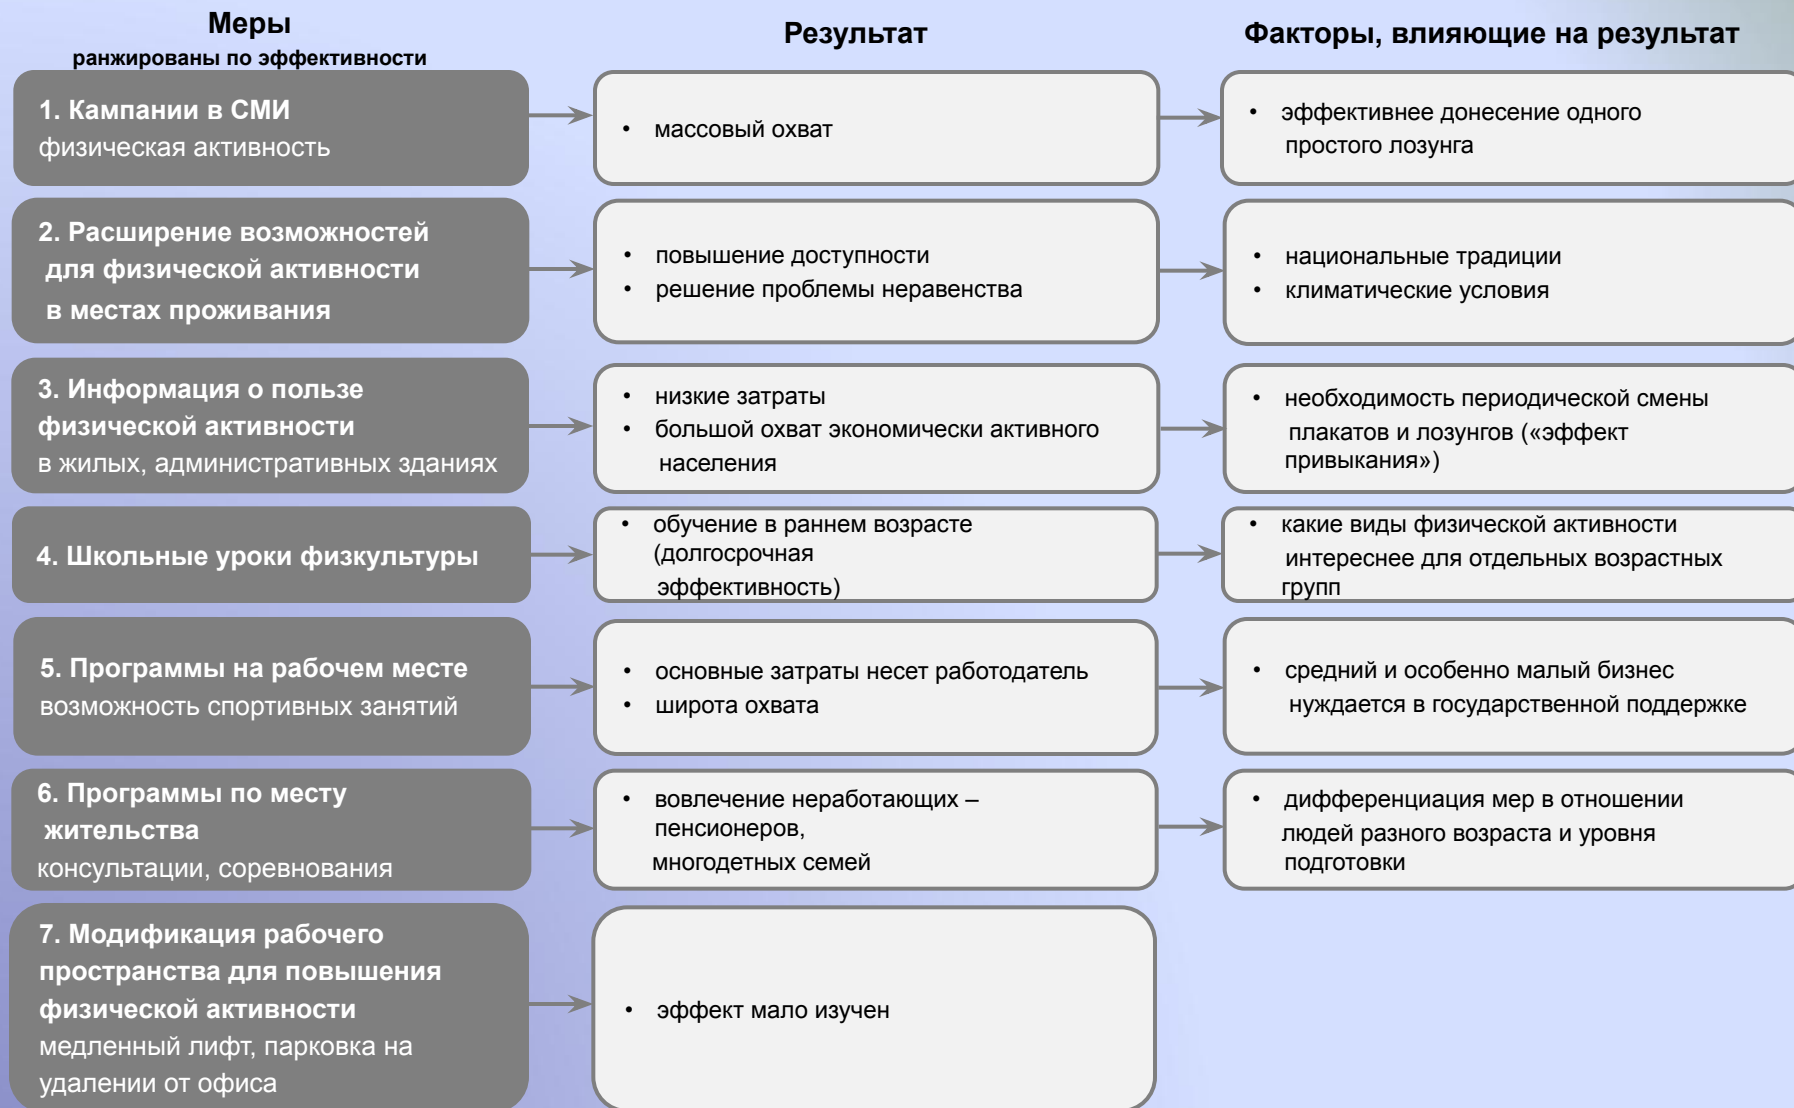 Меры
ранжированы по эффективности
Результат
Факторы, влияющие на результат
1. Кампании в СМИ
физическая активность
• массовый охват
• эффективнее донесение одного
простого лозунга
2. Расширение возможностей
для физической активности
в местах проживания
• повышение доступности
• решение проблемы неравенства
• национальные традиции
• климатические условия
3. Информация о пользе
физической активности
в жилых, административных зданиях
• низкие затраты
• большой охват экономически активного
населения
• необходимость периодической смены
плакатов и лозунгов («эффект
привыкания»)
4. Школьные уроки физкультуры
• обучение в раннем возрасте
(долгосрочная
эффективность)
• какие виды физической активности
интереснее для отдельных возрастных
групп
5. Программы на рабочем месте
возможность спортивных занятий
• основные затраты несет работодатель
• широта охвата
• средний и особенно малый бизнес
нуждается в государственной поддержке
6. Программы по месту
жительства
консультации, соревнования
• вовлечение неработающих –
пенсионеров,
многодетных семей
• дифференциация мер в отношении
людей разного возраста и уровня
подготовки
7. Модификация рабочего
пространства для повышения
физической активности
медленный лифт, парковка на
удалении от офиса
• эффект мало изучен